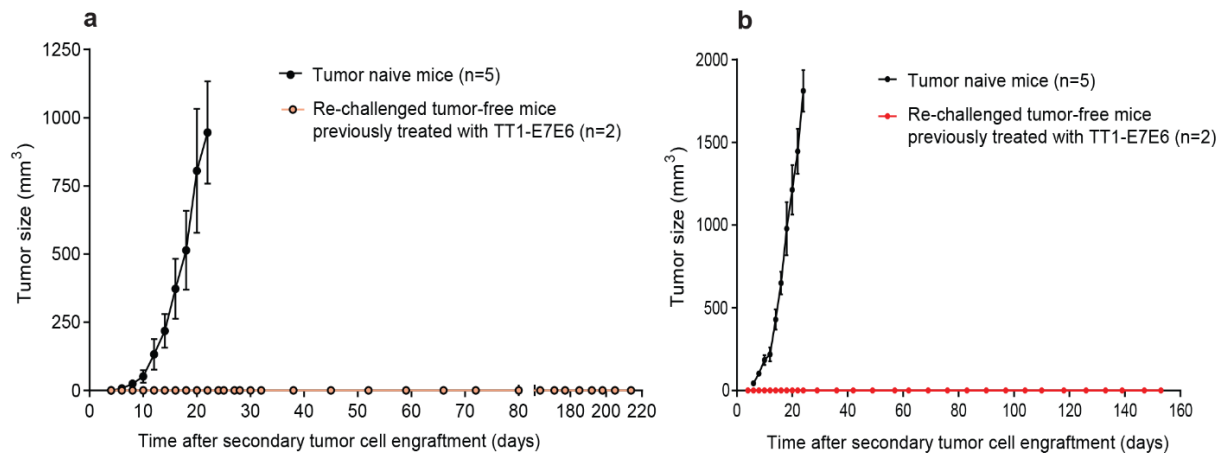 a
1250
1000
750
500
250
0
Tumor size (mm3)
Tumor naive mice (n=5)
Re-challenged tumor-free mice
previously treated with TT1-E7E6 (n=2)
0 10 20 30 40 50 60 70 80 180 200 220
Time after secondary tumor cell engraftment (days)
b
2000
1500
1000
500
0
Tumor size (mm3)
Tumor naive mice (n=5)
Re-challenged tumor-free mice
previously treated with TT1-E7E6 (n=2)
0 20 40 60 80 100 120 140 160
Time after secondary tumor cell engraftment (days)